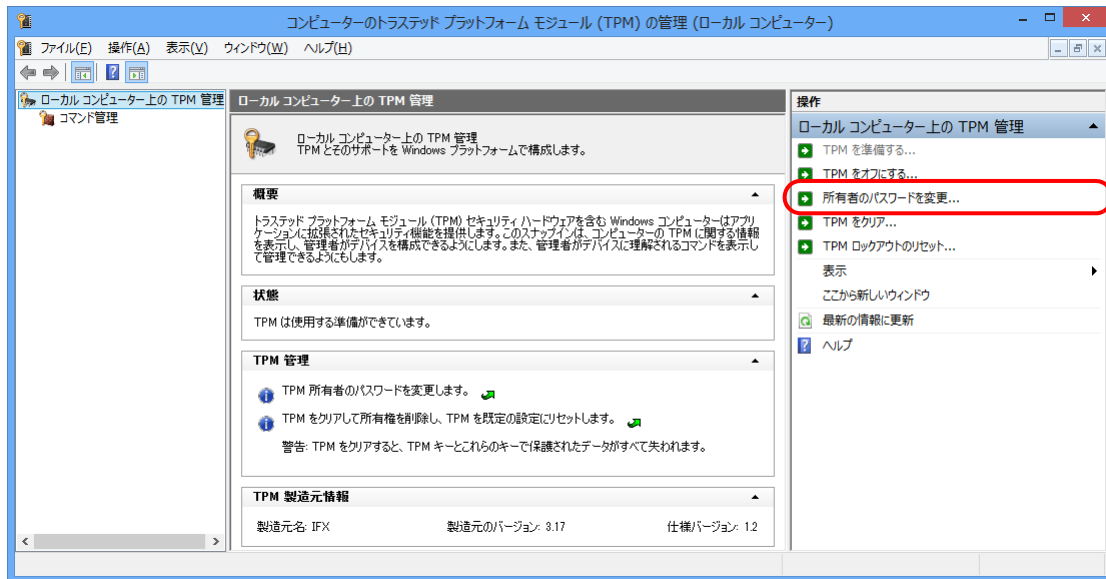 コンピューターのトラステッド プラットフォーム モジュール (TPM) の管理 (ローカル コンピューター)
ファイル(F) 操作(A) 表示(V) ウィンドウ(W) ヘルプ(H)
ローカル コンピューター上の TPM 管理
コマンド管理
ローカル コンピューター上の TPM 管理
ローカル コンピューター上の TPM 管理
TPM とそのサポートを Windows プラットフォームで構成します。
概要
トラステッド プラットフォーム モジュール (TPM) セキュリティ ハードウェアを含む Windows コンピューターはアプリ
ケーションに拡張されたセキュリティ機能を提供します。このスナップインは、コンピューターの TPM に関する情報
を表示し、管理者がデバイスを構成できるようにします。また、管理者がデバイスに理解されるコマンドを表示し
て管理できるようにもします。
状態
TPM は使用する準備ができています。
TPM 管理
TPM 所有者のパスワードを変更します。
TPM をクリアして所有権を削除し、TPM を既定の設定にリセットします。
警告: TPM をクリアすると、TPM キーとこれらのキーで保護されたデータがすべて失われます。
TPM 製造元情報
製造元名: IFX 製造元のバージョン: 3.17 仕様バージョン: 1.2
操作
ローカル コンピューター上の TPM 管理
TPM を準備する...
TPM をオフにする...
所有者のパスワードを変更...
TPM をクリア...
TPM ロックアウトのリセット...
表示
ここから新しいウィンドウ
最新の情報に更新
ヘルプ